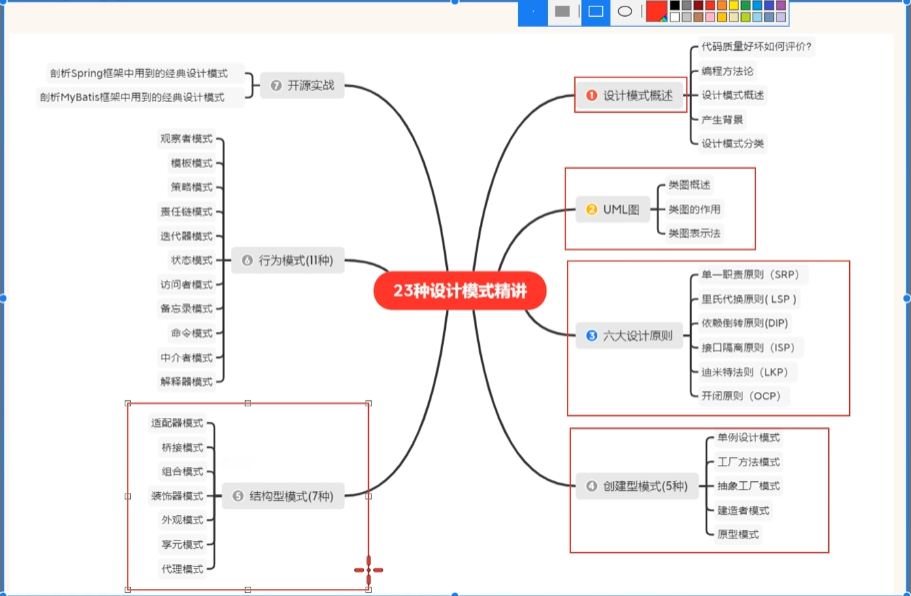 23种设计模式精讲
1 设计模式概述
代码质量好坏如何评价?
编程方法论
设计模式概述
产生背景
设计模式分类
2 UML图
类图概述
类图的作用
类图表示法
3 六大设计原则
单一职责原则（SRP）
里氏代换原则( LSP )
依赖倒转原则(DIP)
接口隔离原则（ISP）
迪米特法则（LKP）
开闭原则（OCP）
4 创建型模式(5种)
单例设计模式
工厂方法模式
抽象工厂模式
建造者模式
原型模式
5 结构型模式(7种)
适配器模式
桥接模式
组合模式
装饰器模式
外观模式
享元模式
代理模式
6 行为模式(11种)
观察者模式
模板模式
策略模式
责任链模式
迭代器模式
状态模式
访问者模式
备忘录模式
命令模式
中介者模式
解释器模式
7 开源实战
剖析Spring框架中用到的经典设计模式
剖析MyBatis框架中用到的经典设计模式